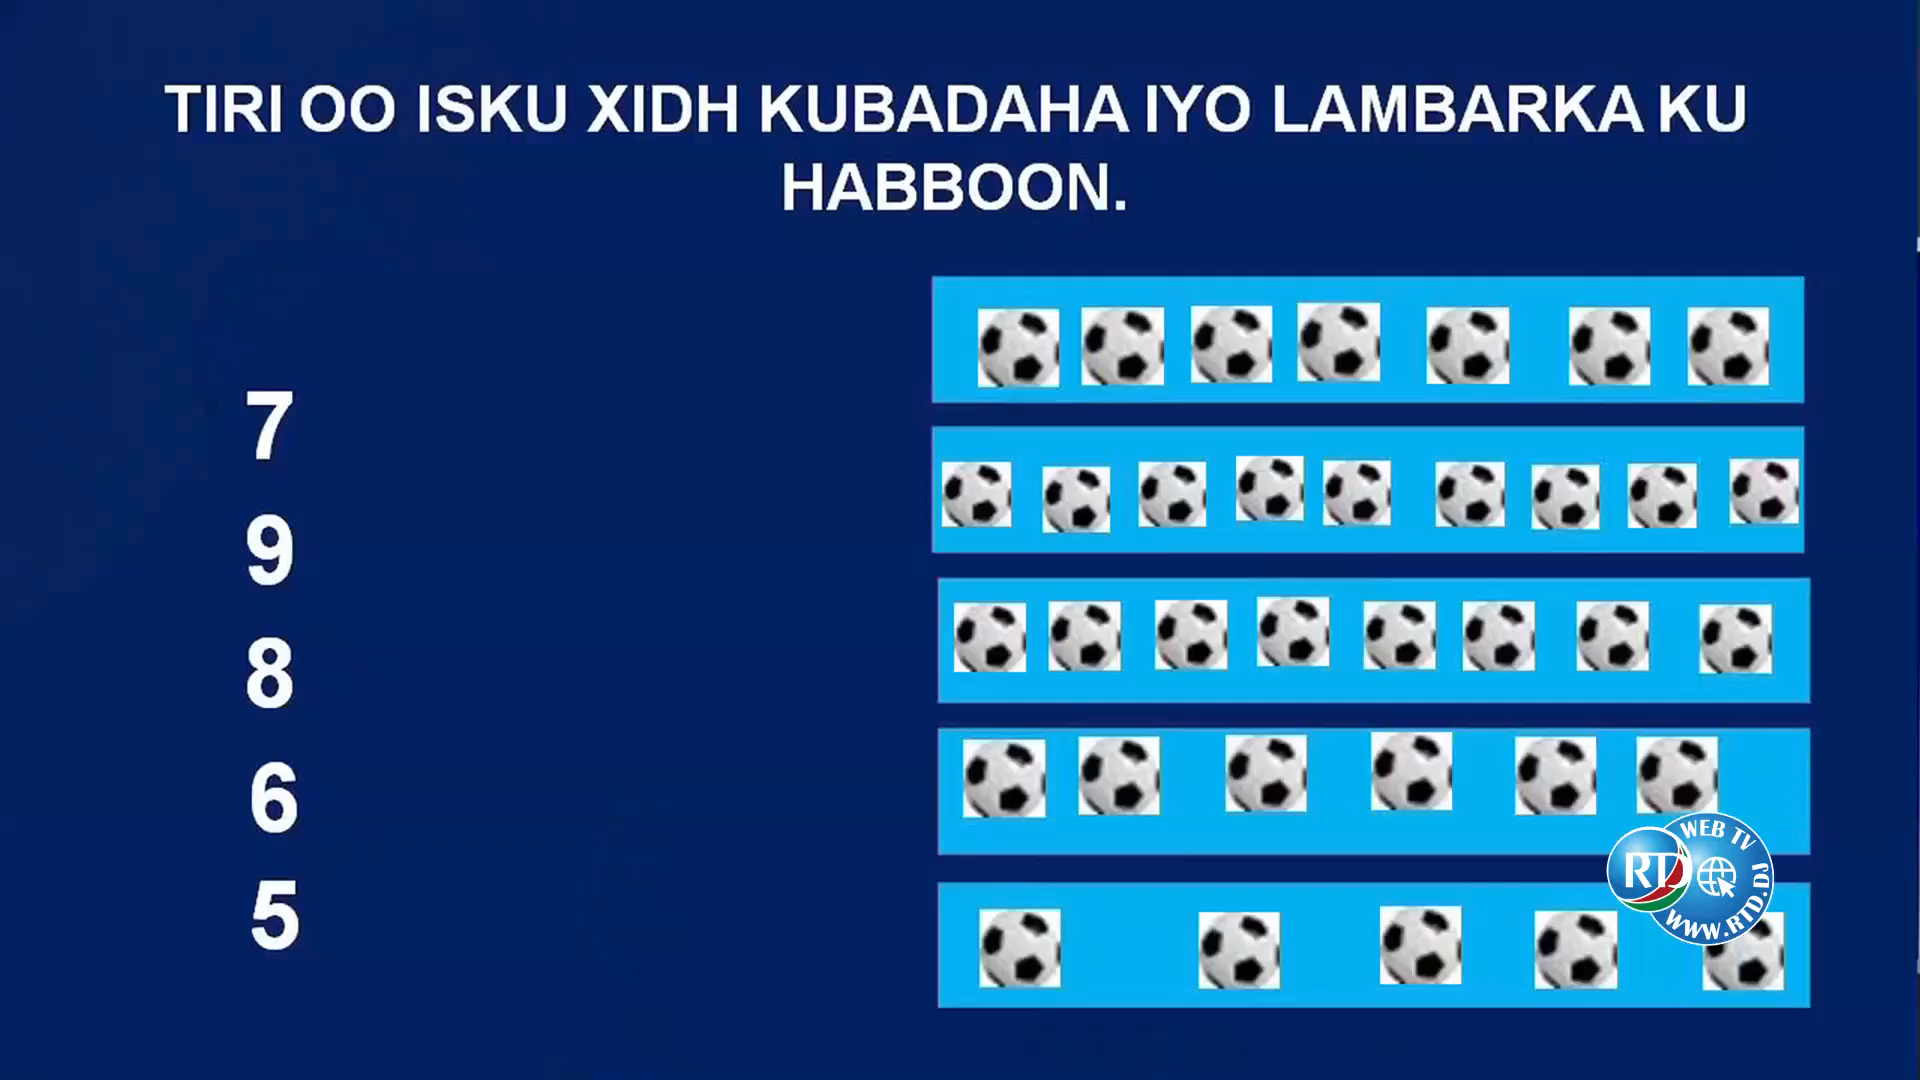 TIRI OO ISKU XIDH KUBADAHA IYO LAMBARKA KU
HABBOON.
7
9
8
6
5
WEB TV
RTD
WWW.RTD.DJ